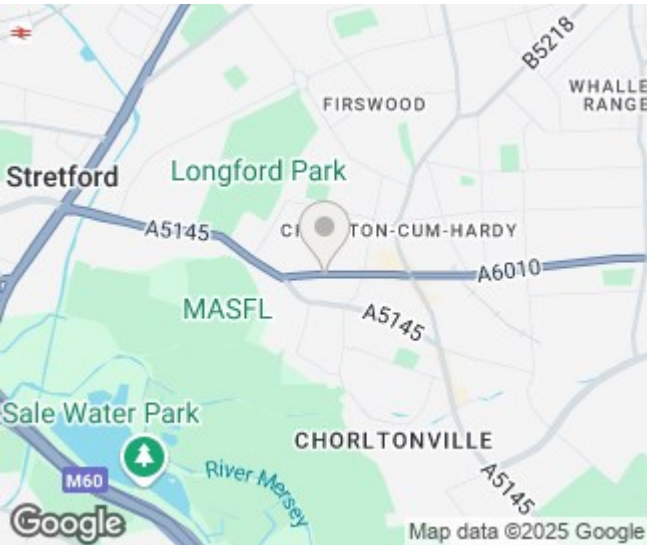 B5218
WHALLE
RANGE
FIRSWOOD
Stretford
Longford Park
A5145
TON-CUM-HARDY
A6010
MASFL
A5145
Sale Water Park
CHORLTONVILLE
M60
River Mersey
A5145
Google
Map data ©2025 Google